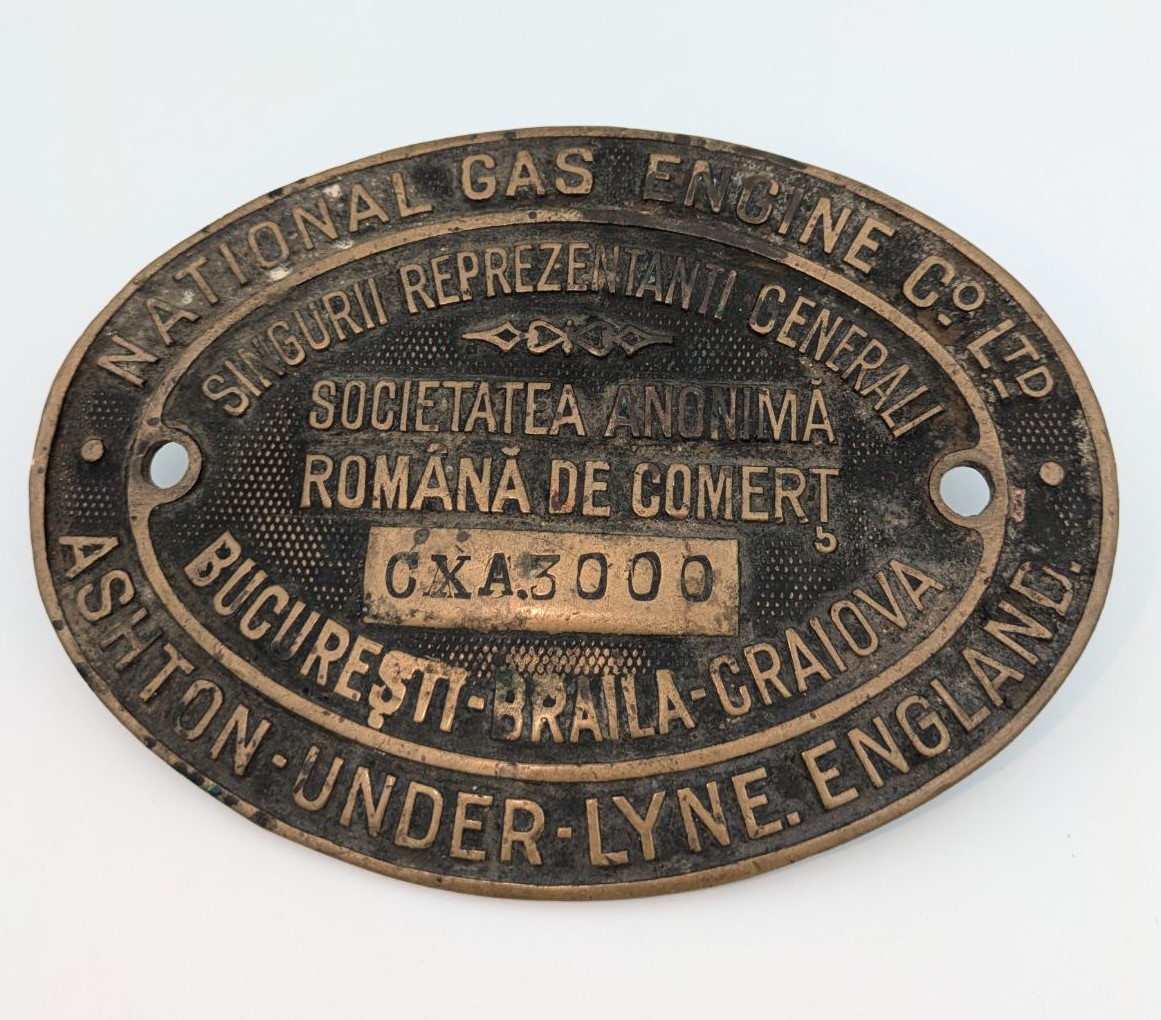 NATIONAL GAS ENGINE Cº LTD
SINGURII REPREZENTANTI GENERALI
SOCIETATEA ANONIMĂ
ROMÂNĂ DE COMERȚ
CXA.3000
BUCUREȘTI-BRAILA-CRAIOVA
ASHTON-UNDER-LYNE. ENGLAND.